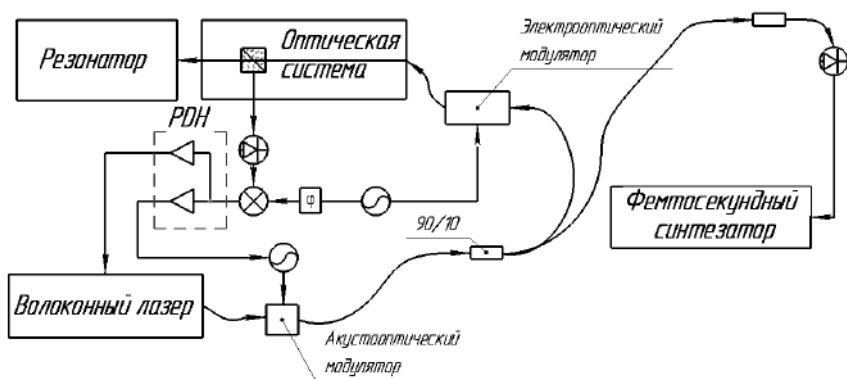 Резонатор
Оптическая
система
Электрооптический
модулятор
PDH
φ
90/10
Фемтосекундный
синтезатор
Волоконный лазер
Акустооптический
модулятор